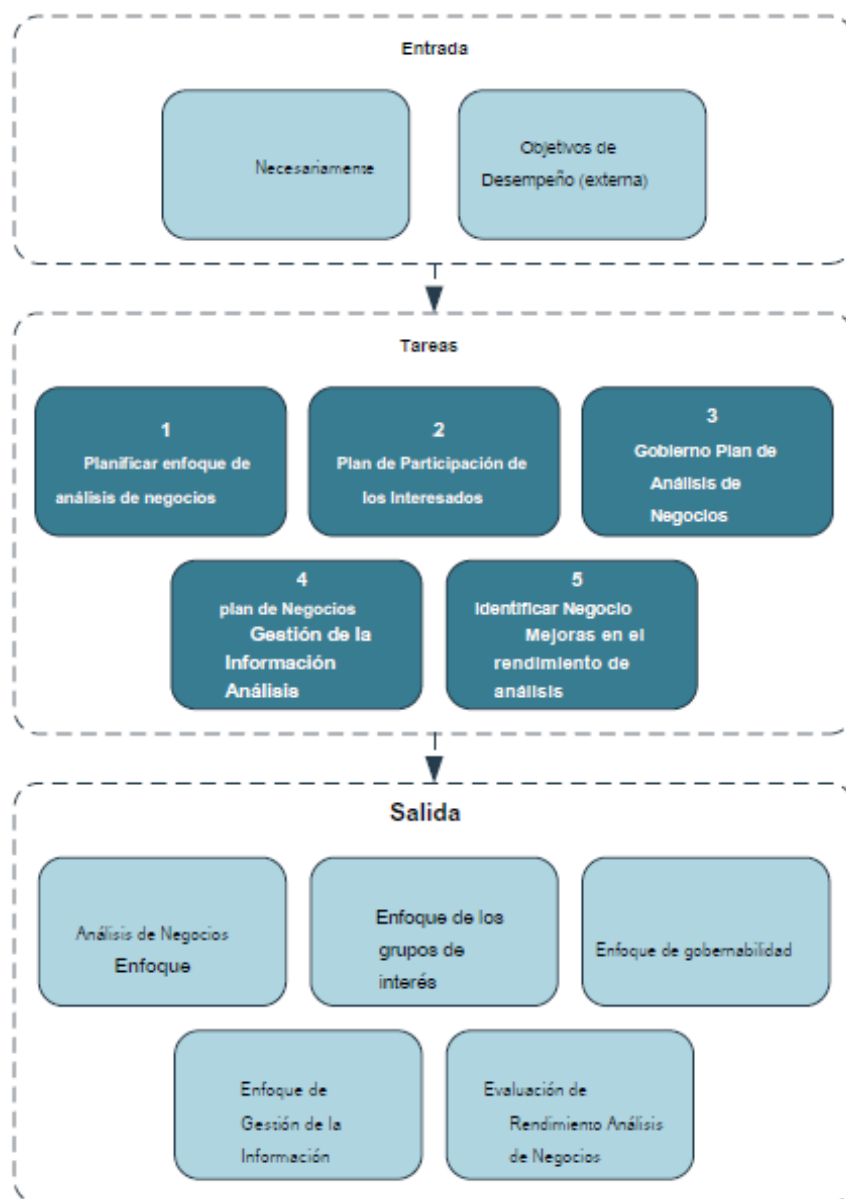 Entrada
Necesariamente
Objetivos de
Desempeño (externa)
Tareas
1
Planificar enfoque de
análisis de negocios
2
Plan de Participación de
los Interesados
3
Gobierno Plan de
Análisis de
Negocios
4
plan de Negocios
Gestión de la
Información
Análisis
5
Identificar Negocio
Mejoras en el
rendimiento de
análisis
Salida
Análisis de Negocios
Enfoque
Enfoque de los
grupos de
interés
Enfoque de gobernabilidad
Enfoque de
Gestión de la
Información
Evaluación de
Rendimiento Análisis
de Negocios